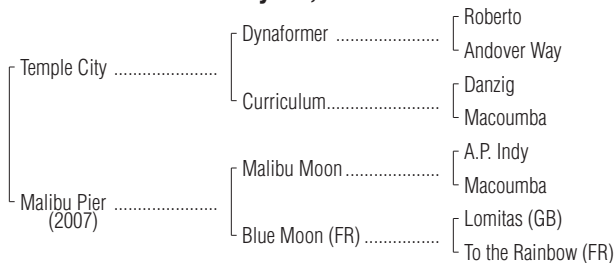 Roberto
Dynaformer ....................
Andover Way
Temple City ....................
Danzig
Curriculum......................
Macoumba
A.P. Indy
Malibu Moon..................
Macoumba
Malibu Pier ....................
(2007)
Lomitas (GB)
Blue Moon (FR) ..............
To the Rainbow (FR)